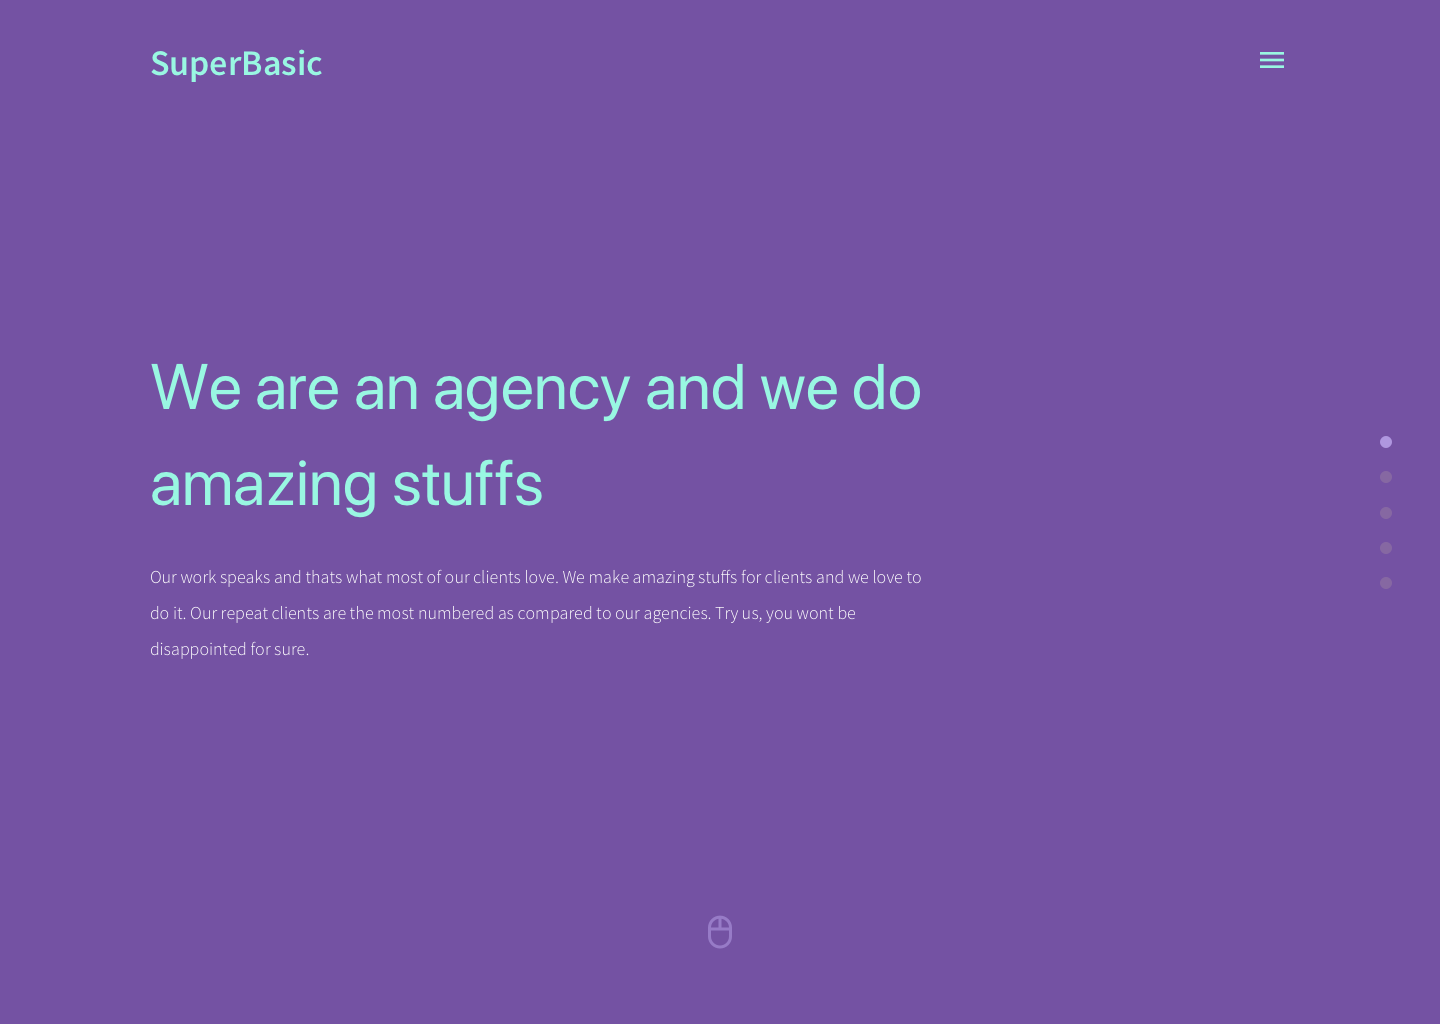 SuperBasic
We are an agency and we do
amazing stuffs
Our work speaks and thats what most of our clients love. We make amazing stuffs for clients and we love to
do it. Our repeat clients are the most numbered as compared to our agencies. Try us, you wont be
disappointed for sure.